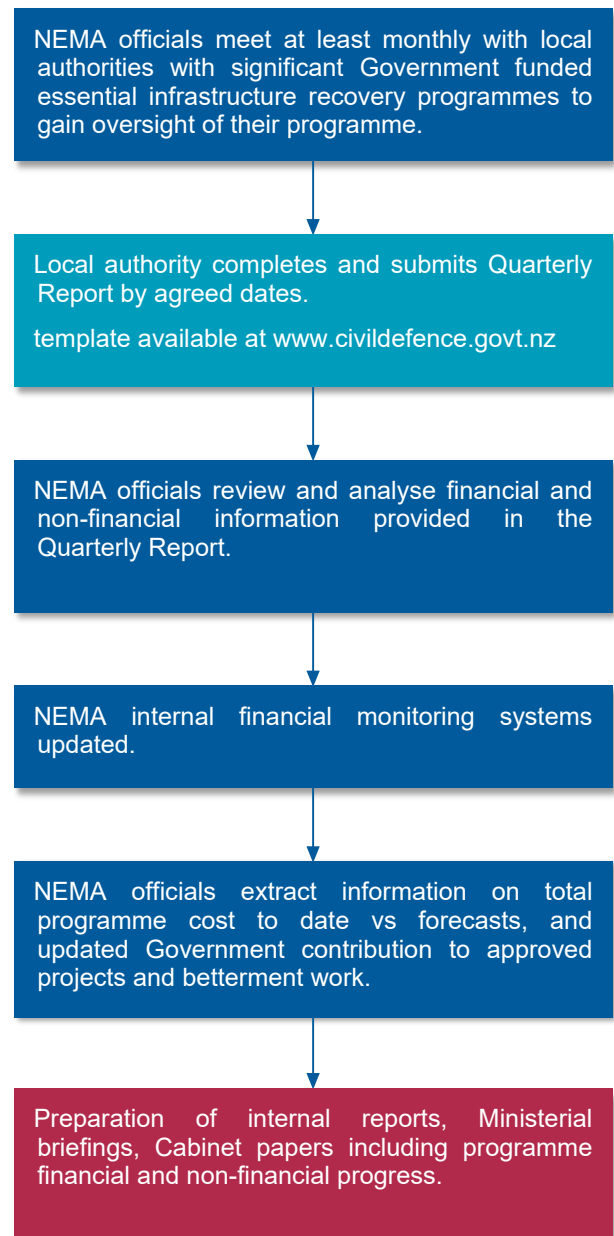 NEMA officials meet at least monthly with local
authorities with significant Government funded
essential infrastructure recovery programmes to
gain oversight of their programme.
Local authority completes and submits Quarterly
Report by agreed dates.
template available at www.civildefence.govt.nz
NEMA officials review and analyse financial and
non-financial information provided in the
Quarterly Report.
NEMA internal financial monitoring systems
updated.
NEMA officials extract information on total
programme cost to date vs forecasts, and
updated Government contribution to approved
projects and betterment work.
Preparation of internal reports, Ministerial
briefings, Cabinet papers including programme
financial and non-financial progress.